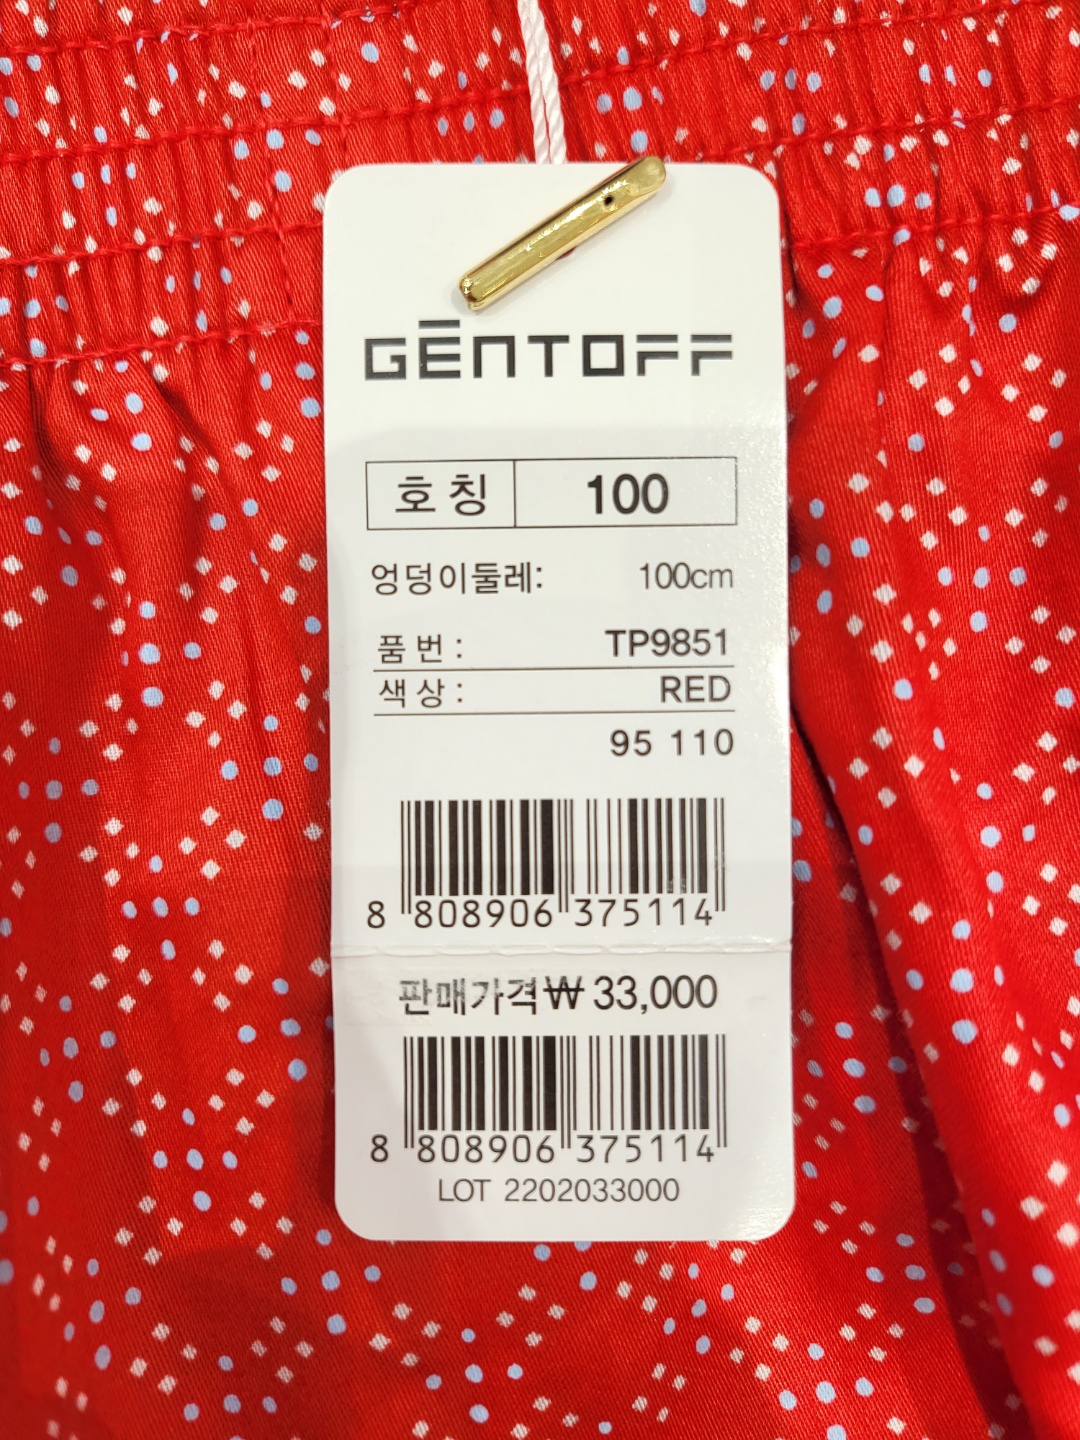 GENTOFF
호칭 100
엉덩이둘레: 100cm
품번 : TP9851
색상 : RED
95 110
8 808906 375114
판매가격₩ 33,000
8 808906 375114
LOT 2202033000